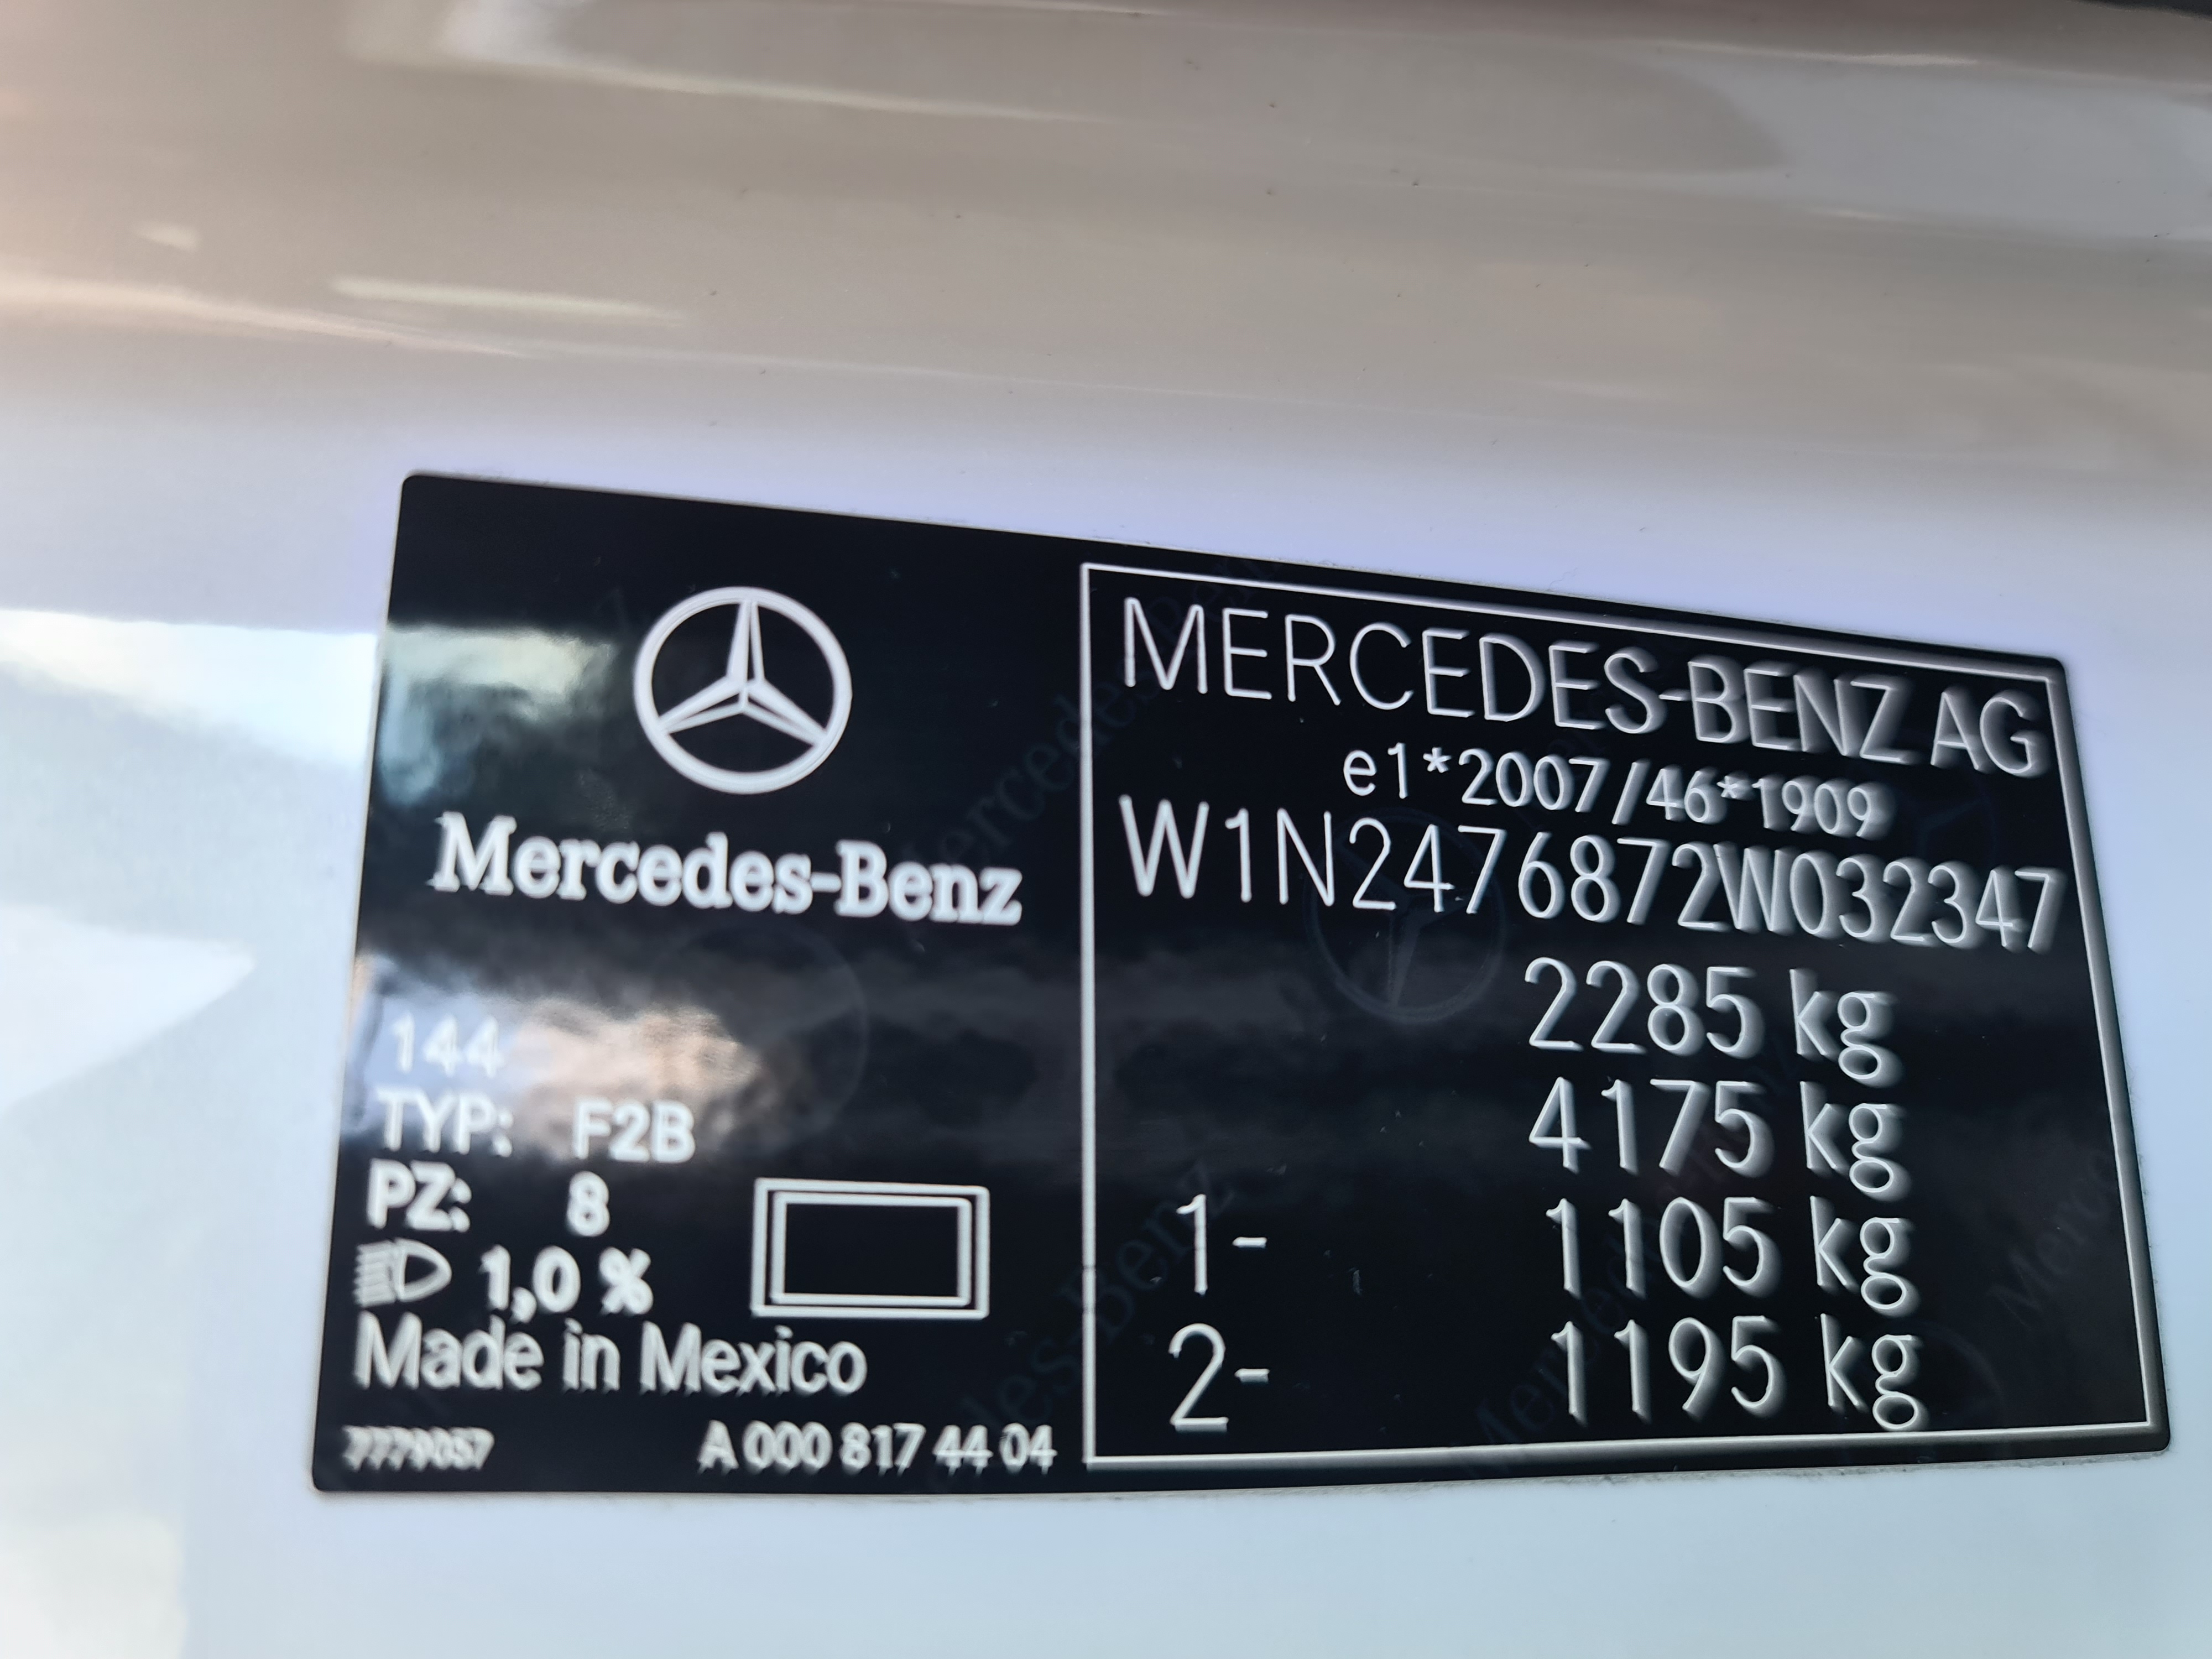 Mercedes-Benz
144
TYP: F2B
PZ: 8
1,0 %
Made in Mexico
7779057 A 000 817 44 04
MERCEDES-BENZ AG
e1*2007/46*1909
W1N2476872W032347
2285 kg
4175 kg
1- 1105 kg
2- 1195 kg